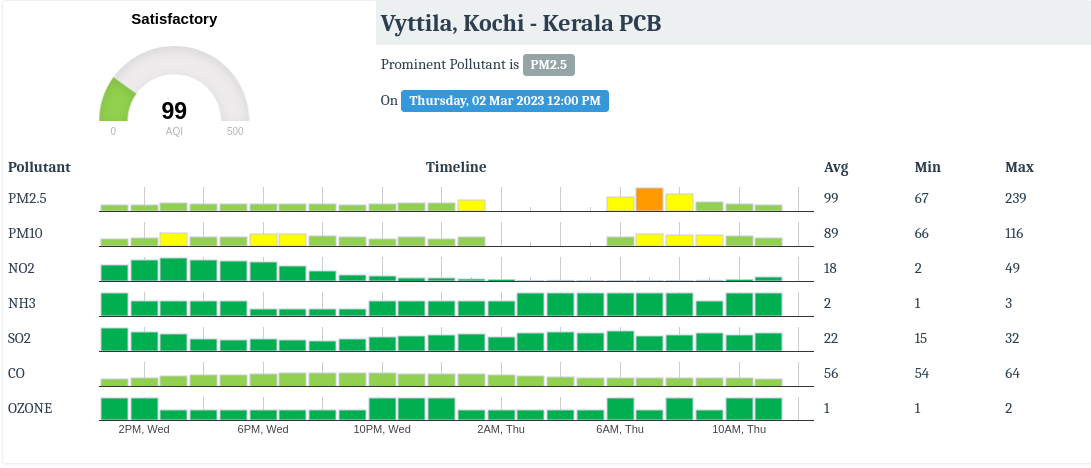 Satisfactory
99
0 AQI 500
Vyttila, Kochi - Kerala PCB
Prominent Pollutant is PM2.5
On Thursday, 02 Mar 2023 12:00 PM
Pollutant Timeline Avg Min Max
PM2.5 99 67 239
PM10 89 66 116
NO2 18 2 49
NH3 2 1 3
SO2 22 15 32
CO 56 54 64
OZONE 1 1 2
2PM, Wed 6PM, Wed 10PM, Wed 2AM, Thu 6AM, Thu 10AM, Thu